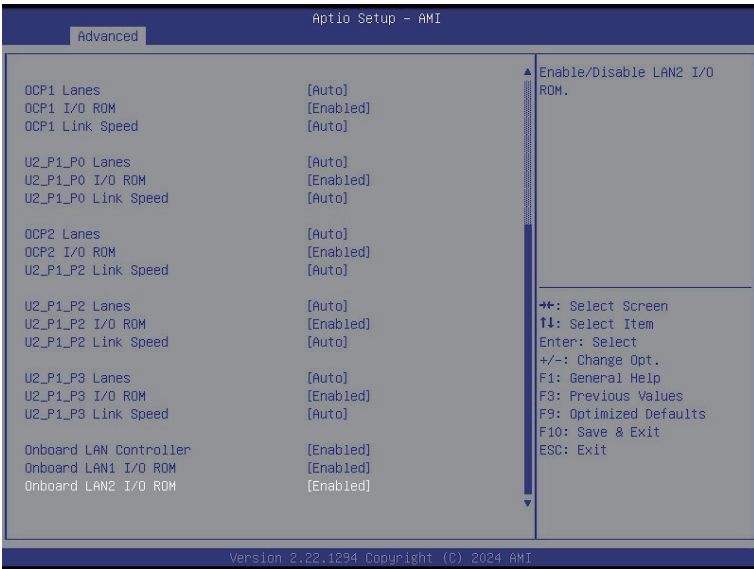 Aptio Setup – AMI
Advanced
OCP1 Lanes [Auto]
OCP1 I/O ROM [Enabled]
OCP1 Link Speed [Auto]
U2_P1_P0 Lanes [Auto]
U2_P1_P0 I/O ROM [Enabled]
U2_P1_P0 Link Speed [Auto]
OCP2 Lanes [Auto]
OCP2 I/O ROM [Enabled]
U2_P1_P2 Link Speed [Auto]
U2_P1_P2 Lanes [Auto]
U2_P1_P2 I/O ROM [Enabled]
U2_P1_P2 Link Speed [Auto]
U2_P1_P3 Lanes [Auto]
U2_P1_P3 I/O ROM [Enabled]
U2_P1_P3 Link Speed [Auto]
Onboard LAN Controller [Enabled]
Onboard LAN1 I/O ROM [Enabled]
Onboard LAN2 I/O ROM [Enabled]
Enable/Disable LAN2 I/O
ROM.
→←: Select Screen
↑↓: Select Item
Enter: Select
+/-: Change Opt.
F1: General Help
F3: Previous Values
F9: Optimized Defaults
F10: Save & Exit
ESC: Exit
Version 2.22.1294 Copyright (C) 2024 AMI